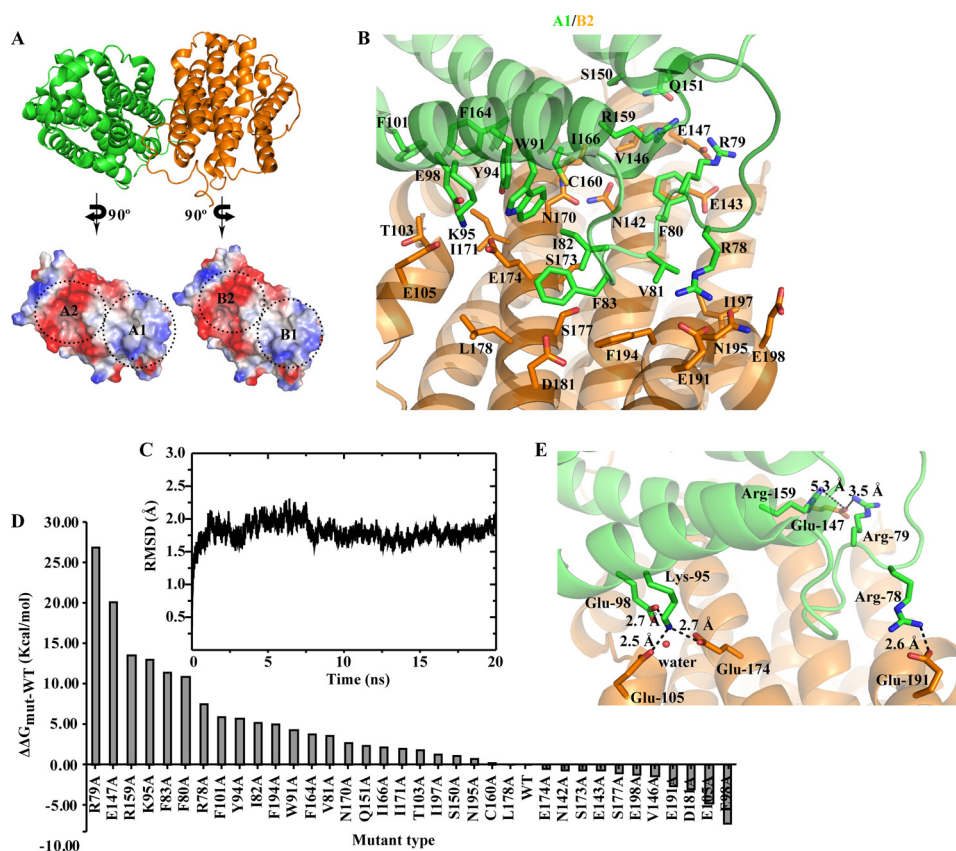 A
90°
90°
A2
A1
B2
B1
A1/B2
B
S150
Q151
F101
F164
W91
I166
R159
E147
R79
V146
E98
Y94
C160
E143
N170
N142
T103
K95
I171
I82
F80
S173
R78
E105
E174
V81
F83
I197
S177
L178
F194
N195
E198
E191
D181
C
3.0
2.5
2.0
1.5
1.0
0.5
RMSD (Å)
0 5 10 15 20
Time (ns)
D
30.00
20.00
10.00
5.00
0.00
-5.00
-10.00
ΔΔGmut-WT (Kcal/mol)
R79A E147A R159A K95A F83A F80A R78A F101A Y94A I82A F194A W91A F164A V81A N170A Q151A I166A I171A T103A I197A S150A N195A C160A L178A WT E174A N142A S173A E143A S177A E198A V146A E191A D181A E105A E98A
Mutant type
E
Arg-159
5.3 Å
3.5 Å
Glu-147
Arg-79
Lys-95
Arg-78
Glu-98
2.7 Å
2.7 Å
2.5 Å
2.6 Å
water
Glu-174
Glu-105
Glu-191